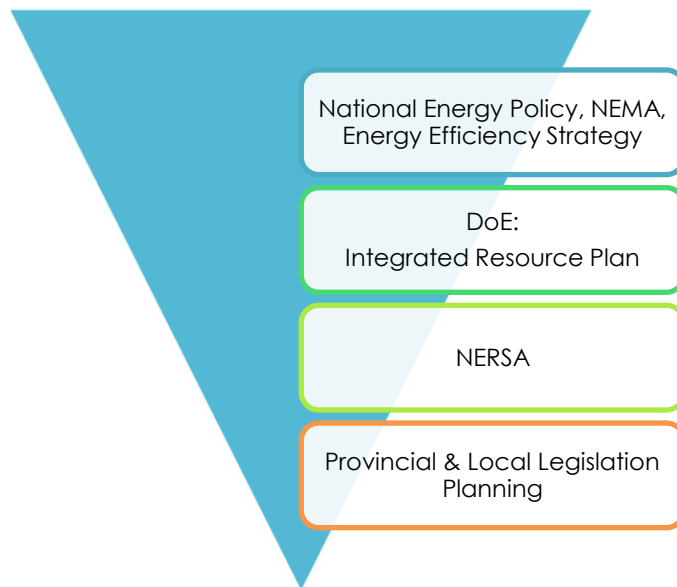 National Energy Policy, NEMA,
Energy Efficiency Strategy
DoE:
Integrated Resource Plan
NERSA
Provincial & Local Legislation
Planning